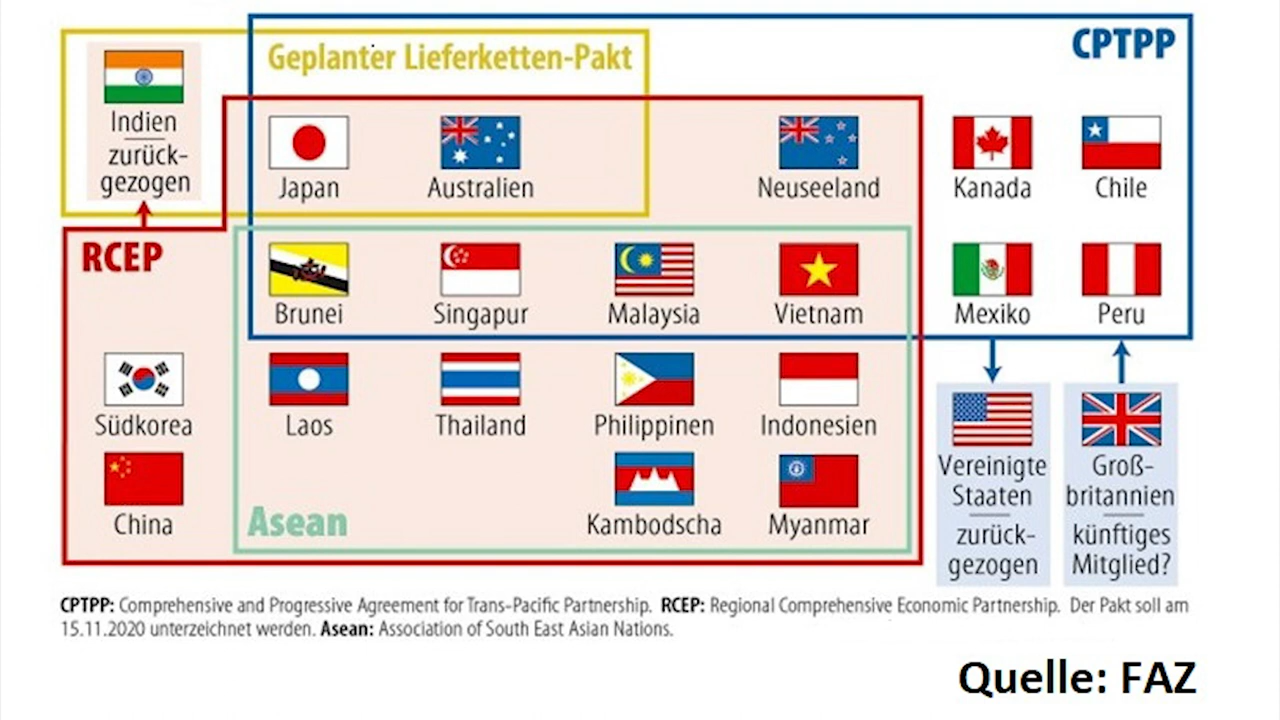 CPTPP
Geplanter Lieferketten-Pakt
Indien
zurück-
gezogen
Japan
Australien
Neuseeland
Kanada
Chile
RCEP
Brunei
Singapur
Malaysia
Vietnam
Mexiko
Peru
Südkorea
Laos
Thailand
Philippinen
Indonesien
China
Asean
Kambodscha
Myanmar
Vereinigte
Staaten
zurück-
gezogen
Groß-
britannien
künftiges
Mitglied?
CPTPP: Comprehensive and Progressive Agreement for Trans-Pacific Partnership. RCEP: Regional Comprehensive Economic Partnership. Der Pakt soll am
15.11.2020 unterzeichnet werden. Asean: Association of South East Asian Nations.
Quelle: FAZ